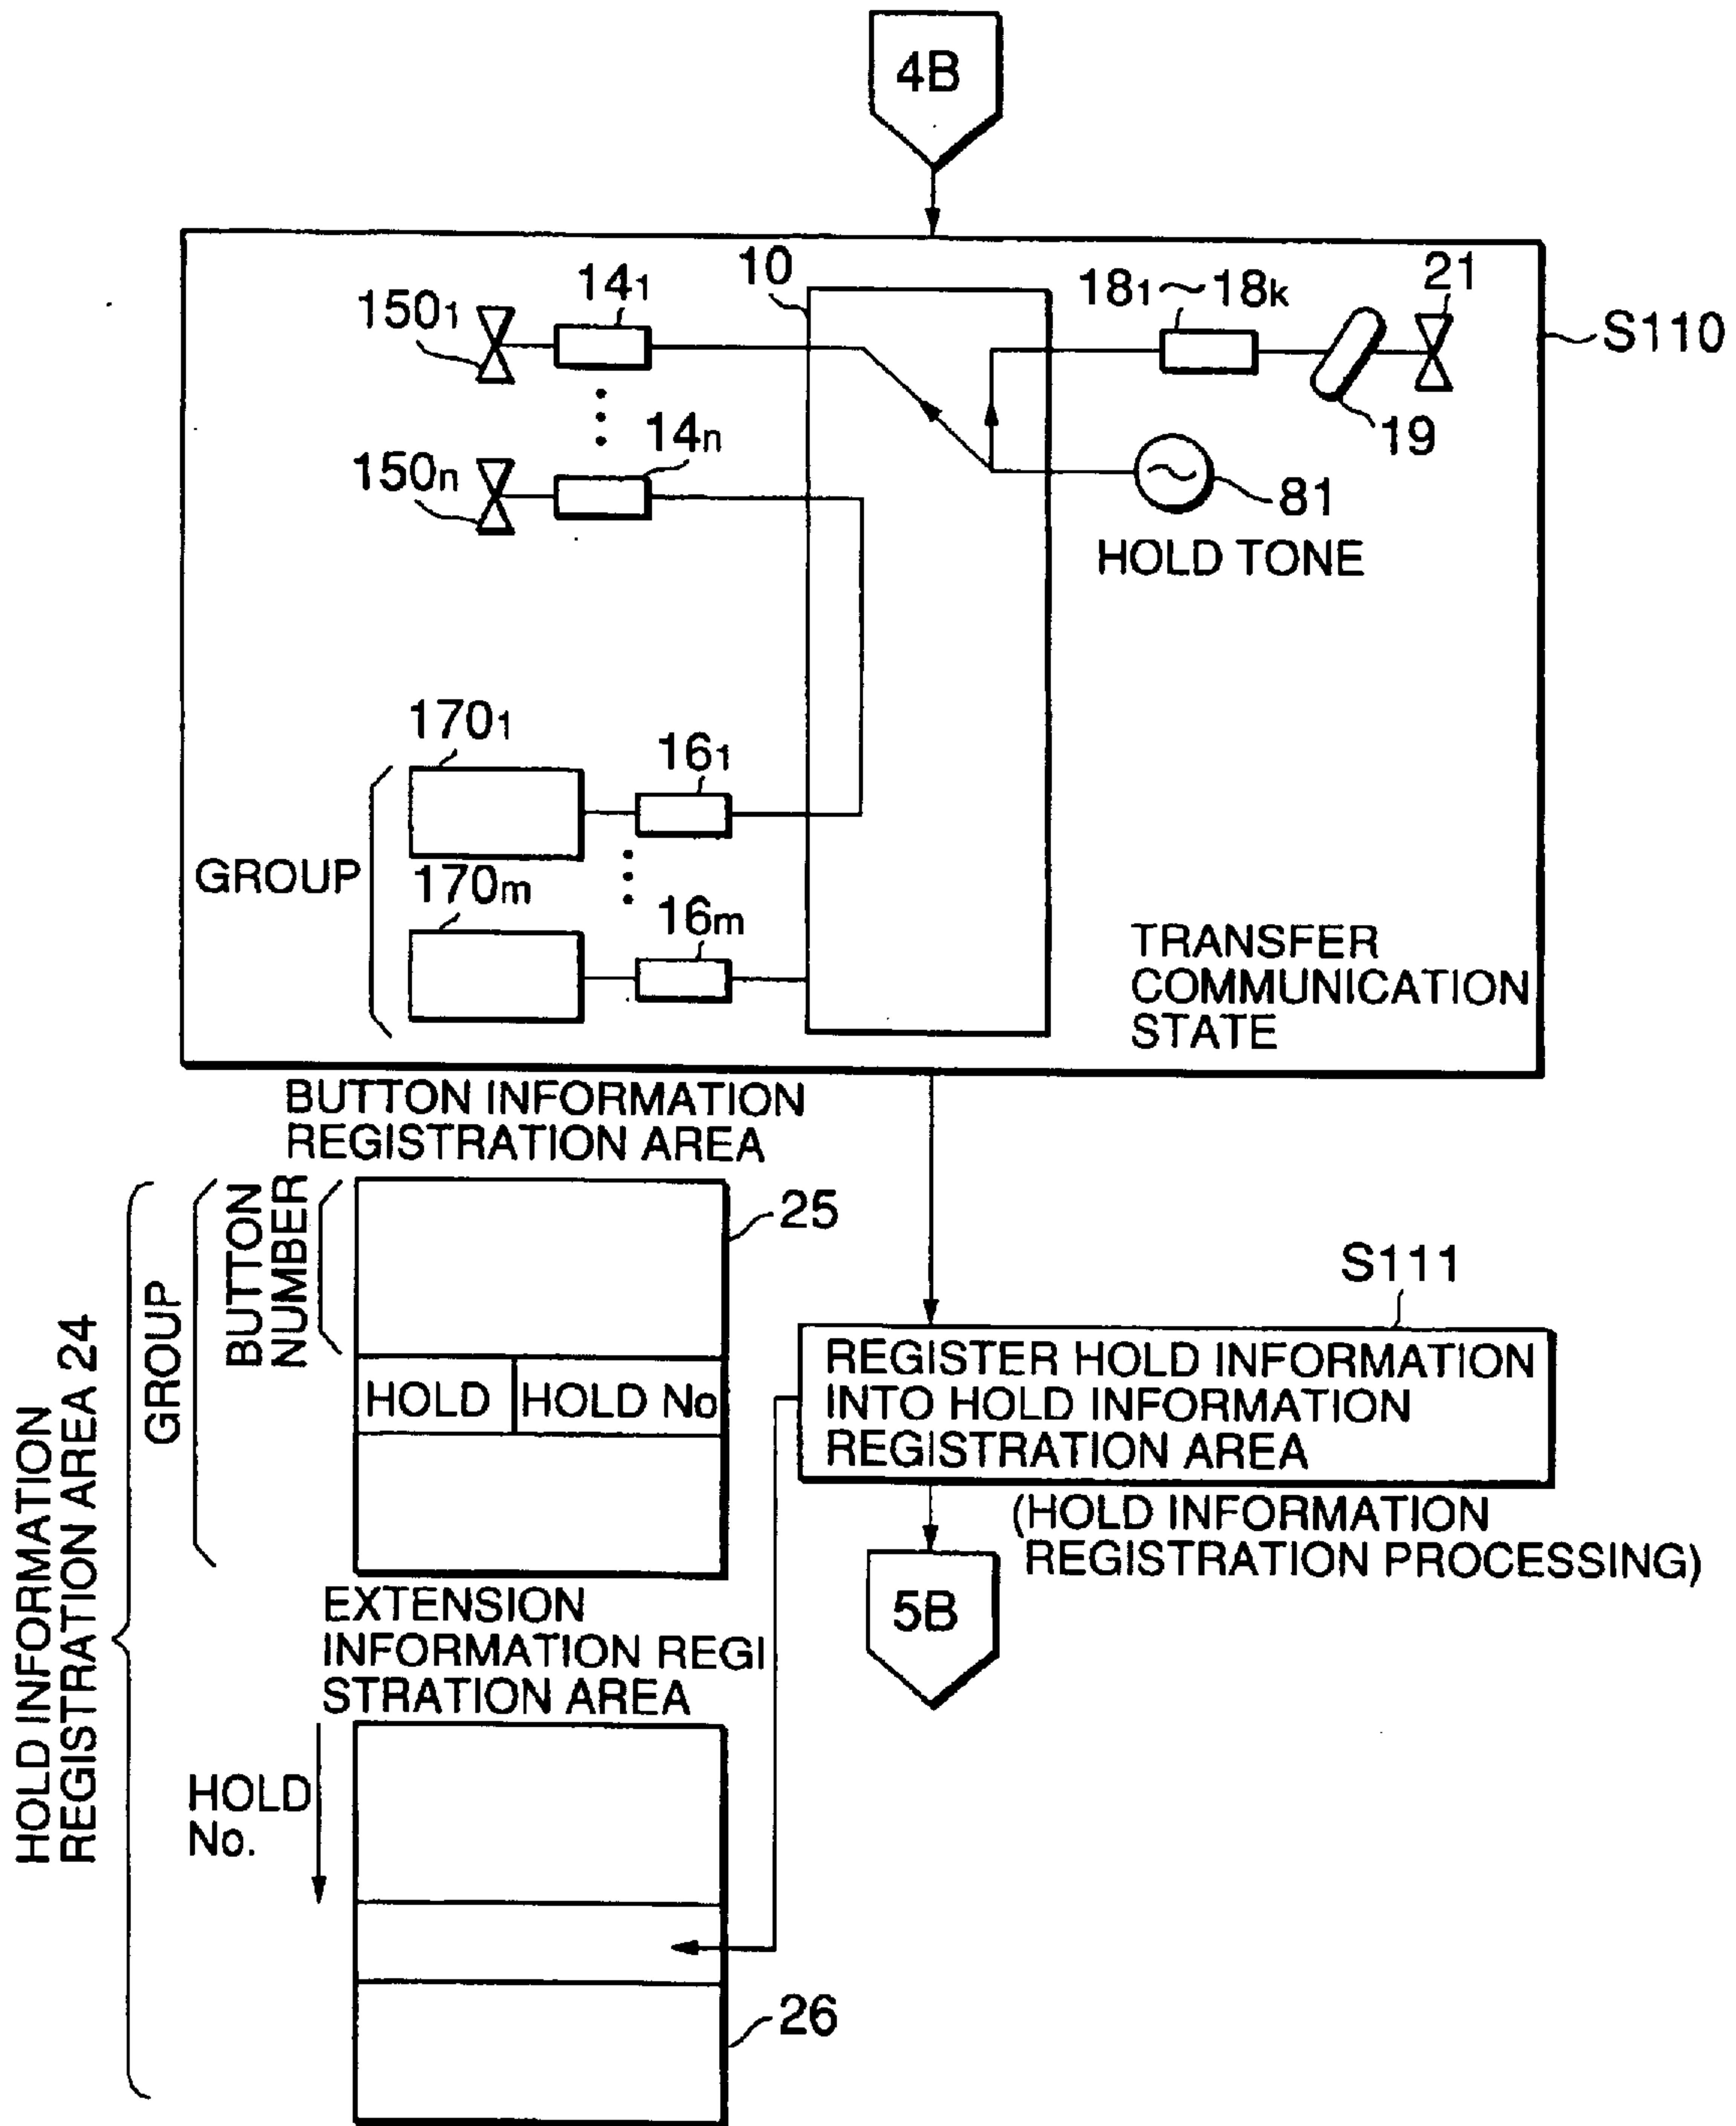 4B
10
14₁
150₁
18₁~18k
21
S110
19
14n
150n
81
HOLD TONE
170₁
16₁
GROUP
170m
16m
TRANSFER
COMMUNICATION
STATE
BUTTON INFORMATION
REGISTRATION AREA
HOLD INFORMATION
REGISTRATION AREA 24
GROUP
BUTTON
NUMBER
25
HOLD
HOLD No
S111
REGISTER HOLD INFORMATION
INTO HOLD INFORMATION
REGISTRATION AREA
(HOLD INFORMATION
REGISTRATION PROCESSING)
5B
EXTENSION
INFORMATION REGI
STRATION AREA
HOLD
No.
26